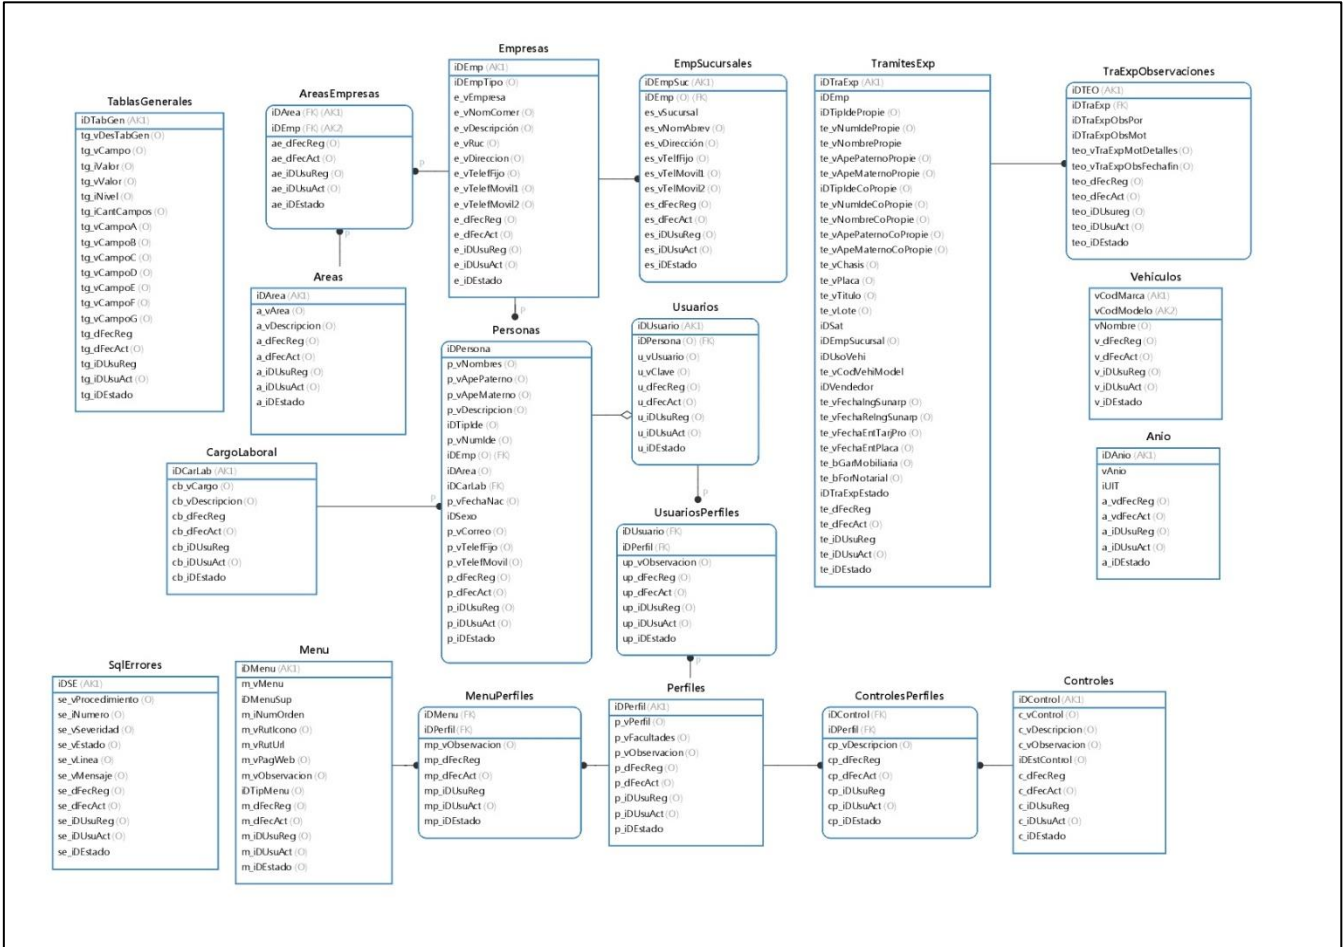 TablasGenerales
iDTabGen (AK1)
tg_vDesTabGen (O)
tg_vCampo (O)
tg_iValor (O)
tg_vValor (O)
tg_iNivel (O)
tg_iCantCampos (O)
tg_vCampoA (O)
tg_vCampoB (O)
tg_vCampoC (O)
tg_vCampoD (O)
tg_vCampoE (O)
tg_vCampoF (O)
tg_vCampoG (O)
tg_dFecReg
tg_dFecAct (O)
tg_iDUsuReg
tg_iDUsuAct (O)
tg_iDEstado
AreasEmpresas
iDArea (FK) (AK1)
iDEmp (FK) (AK2)
ae_dFecReg (O)
ae_dFecAct (O)
ae_iDUsuReg (O)
ae_iDUsuAct (O)
ae_iDEstado
P
P
Areas
iDArea (AK1)
a_vArea (O)
a_vDescripcion (O)
a_dFecReg (O)
a_dFecAct (O)
a_iDUsuReg (O)
a_iDUsuAct (O)
a_iDEstado
Empresas
iDEmp (AK1)
iDEmpTipo (O)
e_vEmpresa
e_vNomComer (O)
e_vDescripción (O)
e_vRuc (O)
e_vDireccion (O)
e_vTelefFijo (O)
e_vTelefMovil1 (O)
e_vTelefMovil2 (O)
e_dFecReg (O)
e_dFecAct (O)
e_iDUsuReg (O)
e_iDUsuAct (O)
e_iDEstado
P
EmpSucursales
iDEmpSuc (AK1)
iDEmp (O) (FK)
es_vSucursal
es_vNomAbrev (O)
es_vDirección (O)
es_vTelfFijo (O)
es_vTelMovil1 (O)
es_vTelMovil2 (O)
es_dFecReg (O)
es_dFecAct (O)
es_iDUsuReg (O)
es_iDUsuAct (O)
es_iDEstado
TramitesExp
iDTraExp (AK1)
iDEmp
iDTipIdePropie (O)
te_vNumIdePropie (O)
te_vNombrePropie
te_vApePaternoPropie (O)
te_vApeMaternoPropie (O)
iDTipIdeCoPropie (O)
te_vNumIdeCoPropie (O)
te_vNombreCoPropie (O)
te_vApePaternoCoPropie (O)
te_vApeMaternoCoPropie (O)
te_vChasis (O)
te_vPlaca (O)
te_vTitulo (O)
te_vLote (O)
iDSat
iDEmpSucursal (O)
iDUsoVehi
te_vCodVehiModel
iDVendedor
te_vFechaIngSunarp (O)
te_vFechaReIngSunarp (O)
te_vFechaEntTarjPro (O)
te_vFechaEntPlaca (O)
te_bGarMobiliaria (O)
te_bForNotarial (O)
iDTraExpEstado
te_dFecReg
te_dFecAct (O)
te_iDUsuReg
te_iDUsuAct (O)
te_iDEstado
TraExpObservaciones
iDTEO (AK1)
iDTraExp (FK)
iDTraExpObsPor
iDTraExpObsMot
teo_vTraExpMotDetalles (O)
teo_vTraExpObsFechafin (O)
teo_dFecReg (O)
teo_dFecAct (O)
teo_iDUsureg (O)
teo_iDUsuAct (O)
teo_iDEstado
Vehiculos
vCodMarca (AK1)
vCodModelo (AK2)
vNombre (O)
v_dFecReg (O)
v_dFecAct (O)
v_iDUsuReg (O)
v_iDUsuAct (O)
v_iDEstado
Anio
iDAnio (AK1)
vAnio
iUIT
a_vdFecReg (O)
a_vdFecAct (O)
a_iDUsuReg (O)
a_iDUsuAct (O)
a_iDEstado
Personas
iDPersona
p_vNombres (O)
p_vApePaterno (O)
p_vApeMaterno (O)
p_vDescripcion (O)
iDTipIde (O)
p_vNumIde (O)
iDEmp (O) (FK)
iDArea (O)
iDCarLab (FK)
p_vFechaNac (O)
iDSexo
p_vCorreo (O)
p_vTelefFijo (O)
p_vTelefMovil (O)
p_dFecReg (O)
p_dFecAct (O)
p_iDUsuReg (O)
p_iDUsuAct (O)
p_iDEstado
Usuarios
iDUsuario (AK1)
iDPersona (O) (FK)
u_vUsuario (O)
u_vClave (O)
u_dFecReg (O)
u_dFecAct (O)
u_iDUsuReg (O)
u_iDUsuAct (O)
u_iDEstado
P
CargoLaboral
iDCarLab (AK1)
cb_vCargo (O)
cb_vDescripcion (O)
cb_dFecReg
cb_dFecAct (O)
cb_iDUsuReg
cb_iDUsuAct (O)
cb_iDEstado
P
UsuariosPerfiles
iDUsuario (FK)
iDPerfil (FK)
up_vObservacion (O)
up_dFecReg (O)
up_dFecAct (O)
up_iDUsuReg (O)
up_iDUsuAct (O)
up_iDEstado
P
SqlErrores
iDSE (AK1)
se_vProcedimiento (O)
se_iNumero (O)
se_vSeveridad (O)
se_vEstado (O)
se_vLinea (O)
se_vMensaje (O)
se_dFecReg (O)
se_dFecAct (O)
se_iDUsuReg (O)
se_iDUsuAct (O)
se_iDEstado
Menu
iDMenu (AK1)
m_vMenu
iDMenuSup
m_iNumOrden
m_vRutIcono (O)
m_vRutUrl
m_vPagWeb (O)
m_vObservacion (O)
iDTipMenu (O)
m_dFecReg (O)
m_dFecAct (O)
m_iDUsuReg (O)
m_iDUsuAct (O)
m_iDEstado (O)
MenuPerfiles
iDMenu (FK)
iDPerfil (FK)
mp_vObservacion (O)
mp_dFecReg
mp_dFecAct (O)
mp_iDUsuReg
mp_iDUsuAct (O)
mp_iDEstado
Perfiles
iDPerfil (AK1)
p_vPerfil (O)
p_vFacultades (O)
p_vObservacion (O)
p_dFecReg (O)
p_dFecAct (O)
p_iDUsuReg (O)
p_iDUsuAct (O)
p_iDEstado
ControlesPerfiles
iDControl (FK)
iDPerfil (FK)
cp_vDescripcion (O)
cp_dFecReg
cp_dFecAct (O)
cp_iDUsuReg
cp_iDUsuAct (O)
cp_iDEstado
Controles
iDControl (AK1)
c_vControl (O)
c_vDescripcion (O)
c_vObservacion (O)
iDEstControl (O)
c_dFecReg
c_dFecAct (O)
c_iDUsuReg
c_iDUsuAct (O)
c_iDEstado